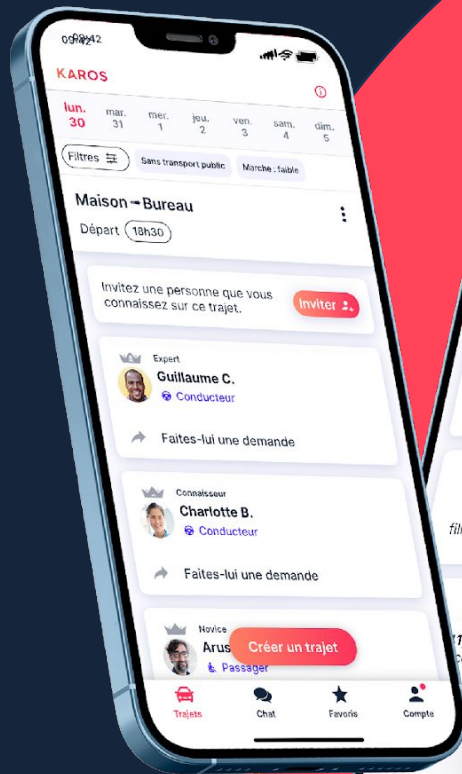 09:42
KAROS
lun. mar. mer. jeu. ven. sam. dim.
30 31 1 2 3 4 5
Filtres Sans transport public Marche : faible
Maison Bureau
Départ 18h30
Invitez une personne que vous
connaissez sur ce trajet.
Inviter
Expert
Guillaume C.
Conducteur
Faites-lui une demande
Connaisseur
Charlotte B.
Conducteur
Faites-lui une demande
Novice
Arus
Passager
Créer un trajet
Trajets Chat Favoris Compte